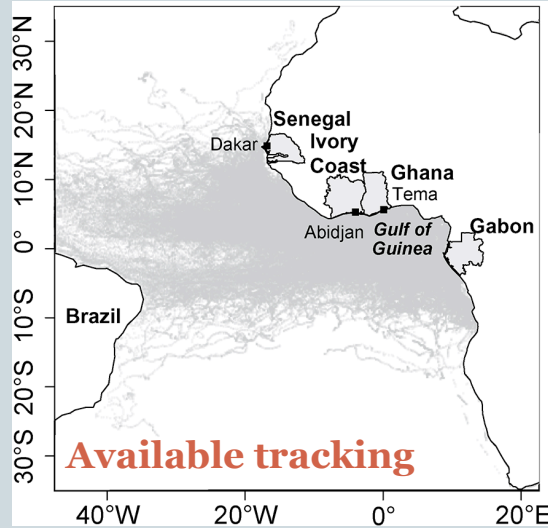 30°N
20°N
10°N
0°
10°S
20°S
30°S
Senegal
Dakar
Ivory
Coast
Ghana
Tema
Abidjan
Gulf of
Guinea
Gabon
Brazil
Available tracking
40°W
20°W
0°
20°E